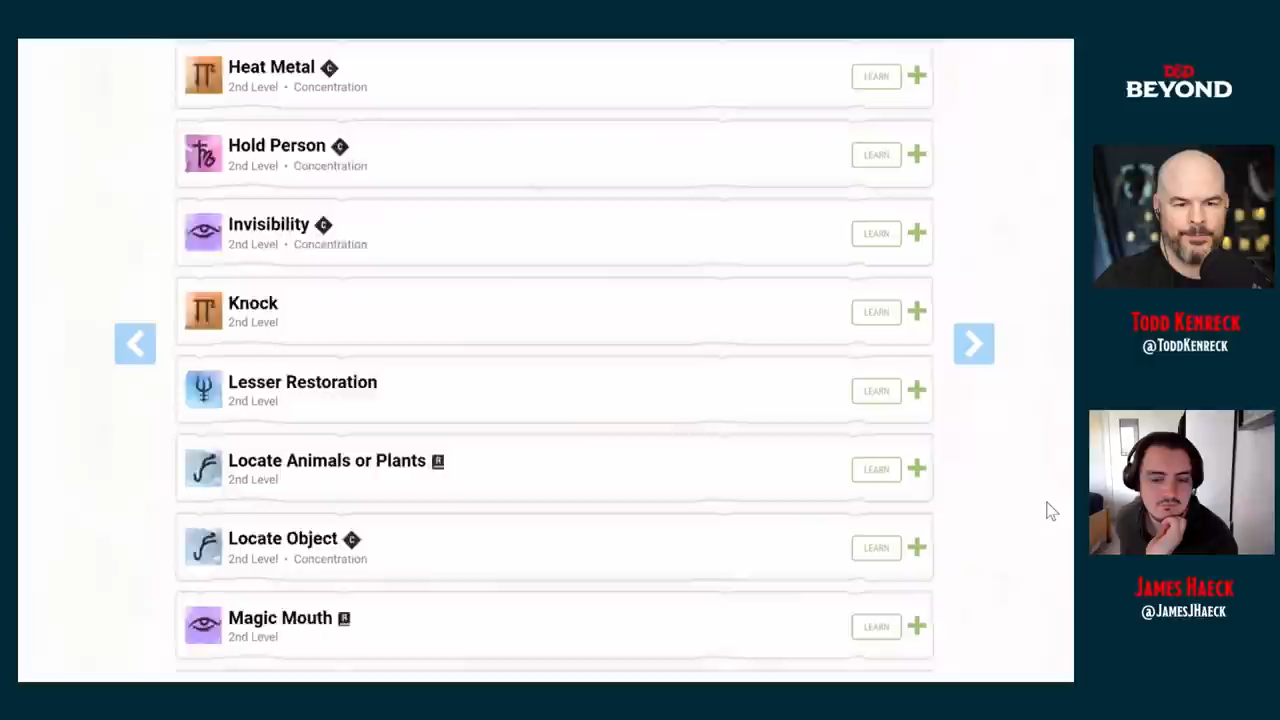 Heat Metal
2nd Level • Concentration
LEARN
Hold Person
2nd Level • Concentration
LEARN
Invisibility
2nd Level • Concentration
LEARN
Knock
2nd Level
LEARN
Lesser Restoration
2nd Level
LEARN
Locate Animals or Plants
2nd Level
LEARN
Locate Object
2nd Level • Concentration
LEARN
Magic Mouth
2nd Level
LEARN
D&D
BEYOND
Todd Kenreck
@ToddKenreck
James Haeck
@JamesJHaeck